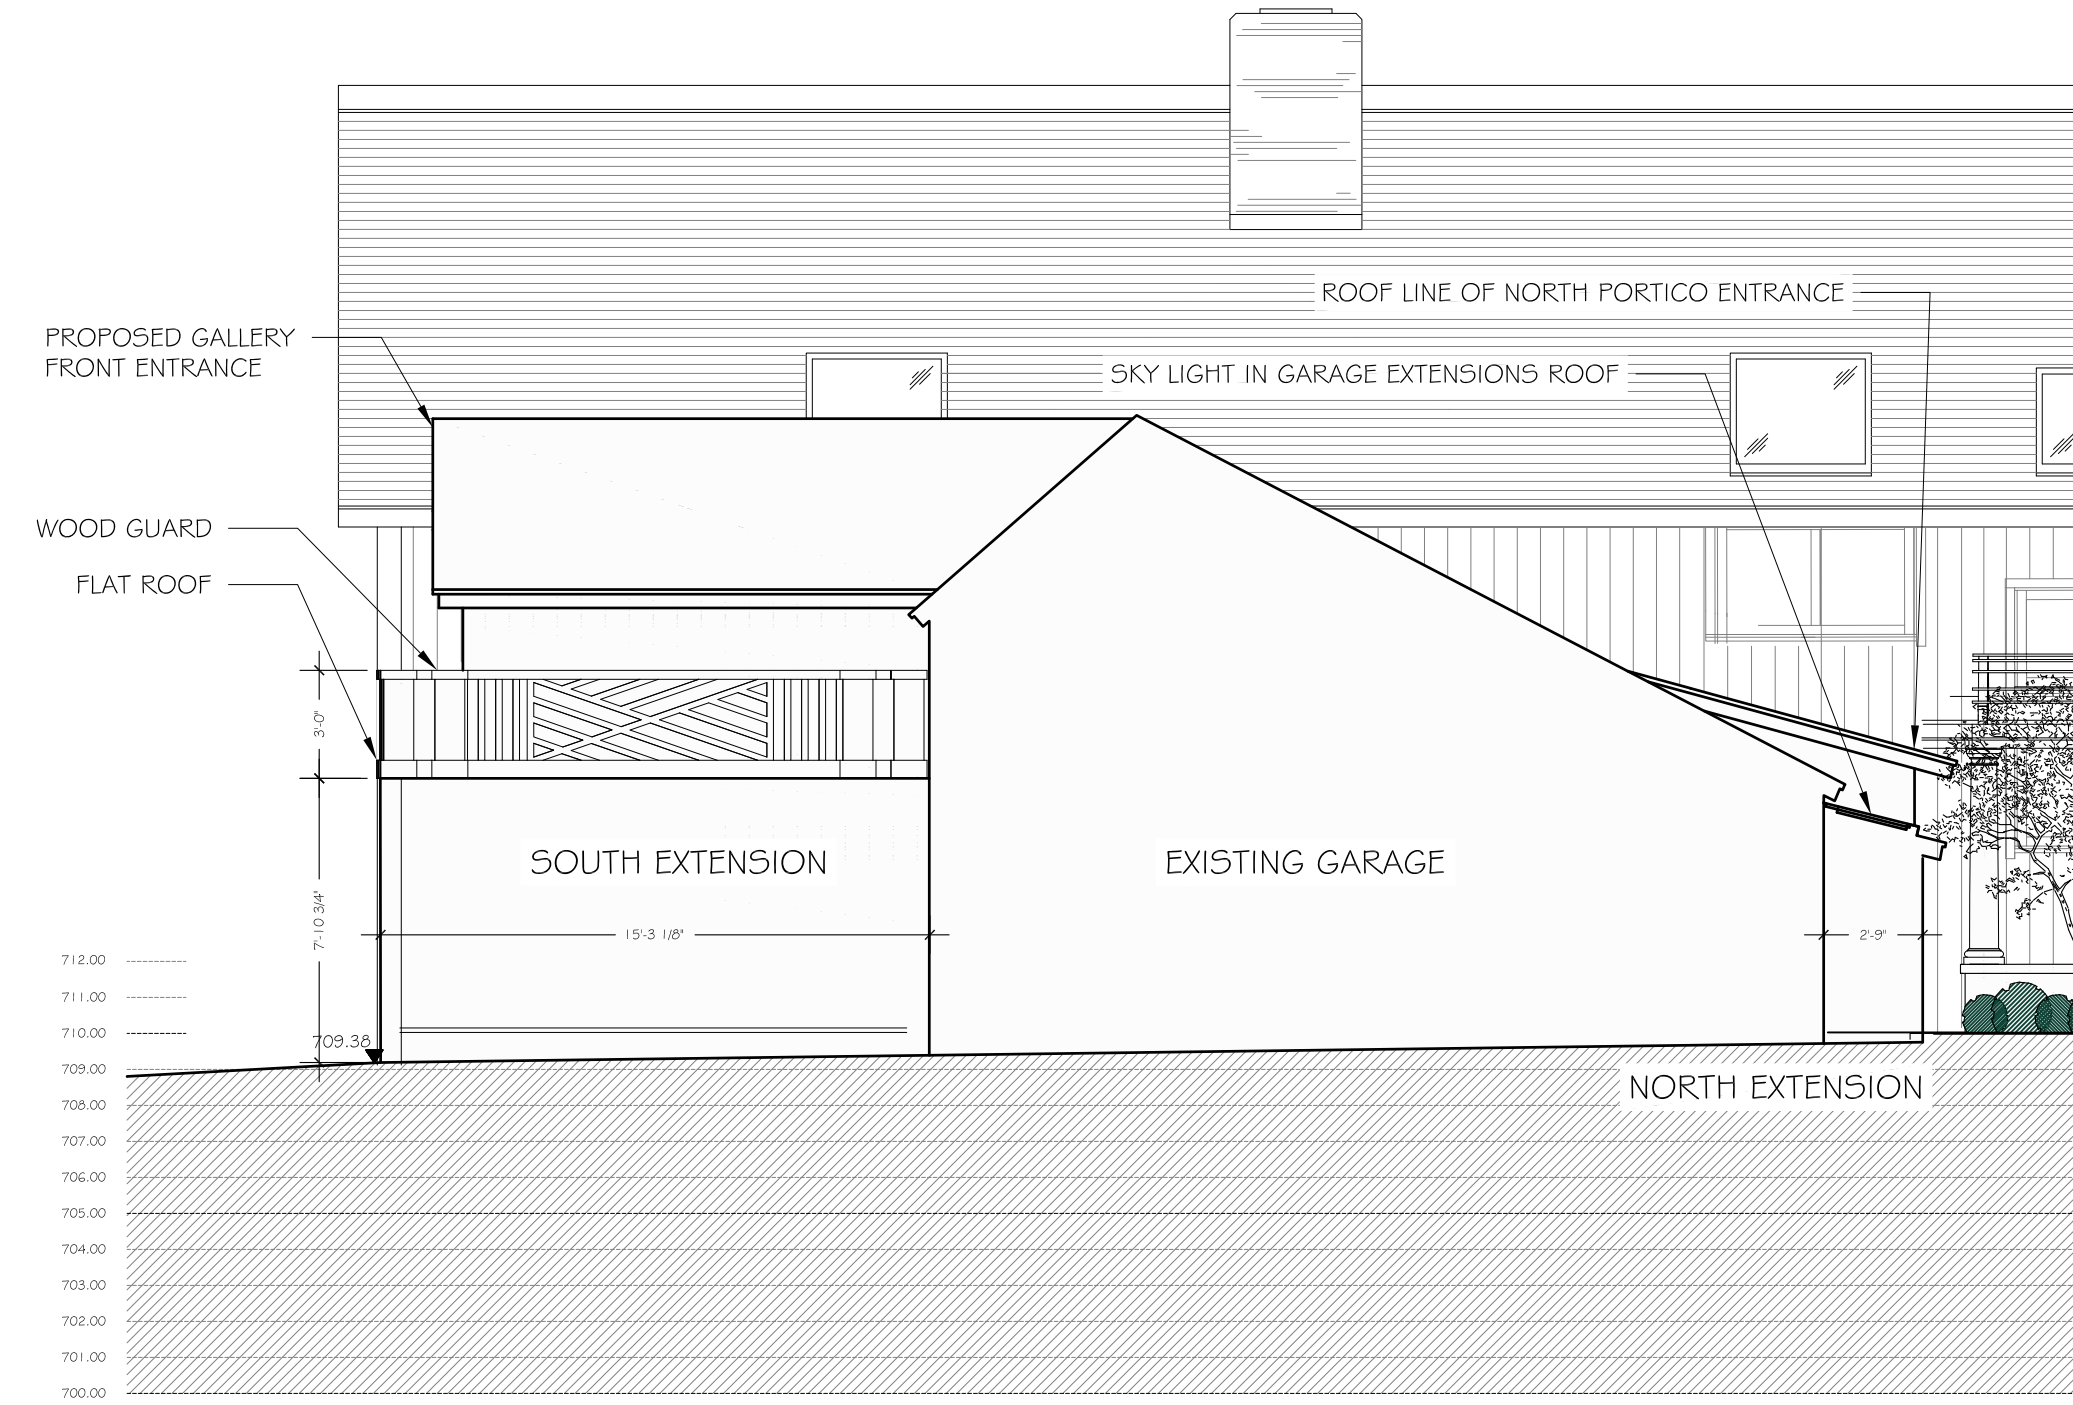 ROOF LINE OF NORTH PORTICO ENTRANCE
PROPOSED GALLERY
FRONT ENTRANCE
SKY LIGHT IN GARAGE EXTENSIONS ROOF
WOOD GUARD
FLAT ROOF
3'-0"
SOUTH EXTENSION
EXISTING GARAGE
7'-10 3/4"
15'-3 1/8"
2'-9"
712.00
711.00
710.00
709.38
709.00
NORTH EXTENSION
708.00
707.00
706.00
705.00
704.00
703.00
702.00
701.00
700.00